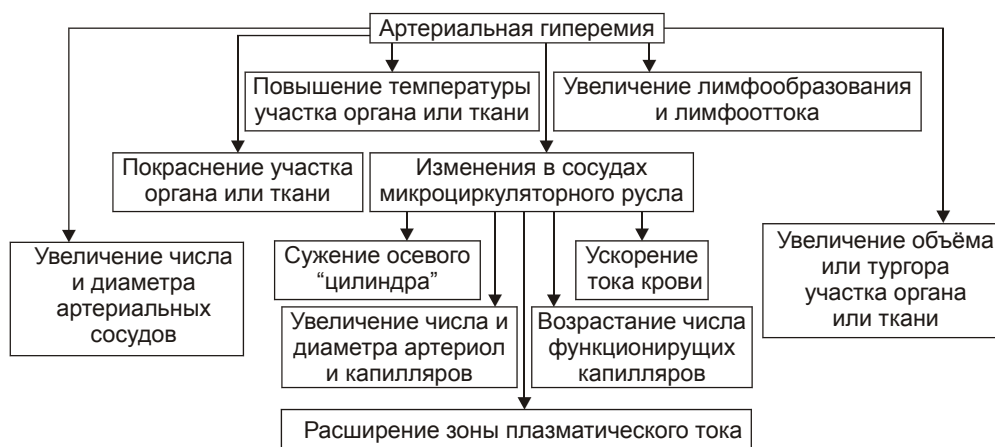 Артериальная гиперемия
Повышение температуры
участка органа или ткани
Увеличение лимфообразования
и лимфооттока
Покраснение участка
органа или ткани
Изменения в сосудах
микроциркуляторного русла
Увеличение числа
и диаметра
артериальных
сосудов
Сужение осевого
“цилиндра”
Ускорение
тока крови
Увеличение объёма
или тургора
участка органа
или ткани
Увеличение числа и
диаметра артериол
и капилляров
Возрастание числа
функционирущих
капилляров
Расширение зоны плазматического тока